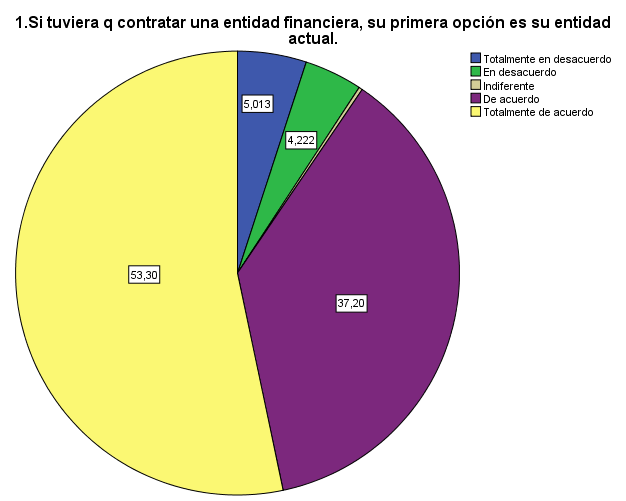 1.Si tuviera q contratar una entidad financiera, su primera opción es su entidad
actual.
Totalmente en desacuerdo
En desacuerdo
Indiferente
De acuerdo
Totalmente de acuerdo
5,013
4,222
53,30
37,20